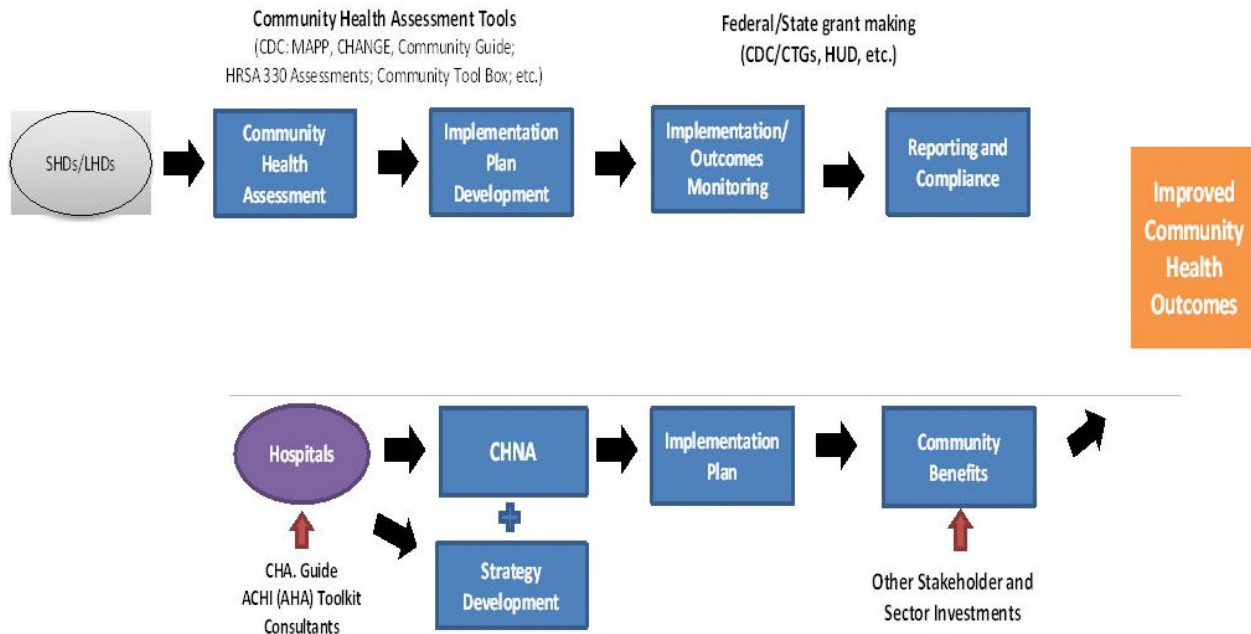 Community Health Assessment Tools
(CDC: MAPP, CHANGE, Community Guide;
HRSA 330 Assessments; Community Tool Box; etc.)
Federal/State grant making
(CDC/CTGs, HUD, etc.)
SHDs/LHDs
Community
Health
Assessment
Implementation
Plan
Development
Implementation/
Outcomes
Monitoring
Reporting and
Compliance
Improved
Community
Health
Outcomes
Hospitals
CHNA
Implementation
Plan
Community
Benefits
Strategy
Development
CHA. Guide
ACHI (AHA) Toolkit
Consultants
Other Stakeholder and
Sector Investments